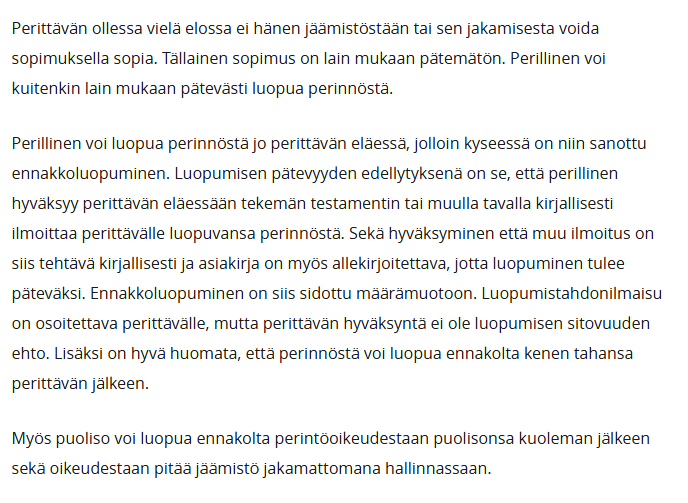 Perittävän ollessa vielä elossa ei hänen jäämistöstään tai sen jakamisesta voida
sopimuksella sopia. Tällainen sopimus on lain mukaan pätemätön. Perillinen voi
kuitenkin lain mukaan pätevästi luopua perinnöstä.
Perillinen voi luopua perinnöstä jo perittävän eläessä, jolloin kyseessä on niin sanottu
ennakkoluopuminen. Luopumisen pätevyyden edellytyksenä on se, että perillinen
hyväksyy perittävän eläessään tekemän testamentin tai muulla tavalla kirjallisesti
ilmoittaa perittävälle luopuvansa perinnöstä. Sekä hyväksyminen että muu ilmoitus on
siis tehtävä kirjallisesti ja asiakirja on myös allekirjoitettava, jotta luopuminen tulee
päteväksi. Ennakkoluopuminen on siis sidottu määrämuotoon. Luopumistahdonilmaisu
on osoitettava perittävälle, mutta perittävän hyväksyntä ei ole luopumisen sitovuuden
ehto. Lisäksi on hyvä huomata, että perinnöstä voi luopua ennakolta kenen tahansa
perittävän jälkeen.
Myös puoliso voi luopua ennakolta perintöoikeudestaan puolisonsa kuoleman jälkeen
sekä oikeudestaan pitää jäämistö jakamattomana hallinnassaan.